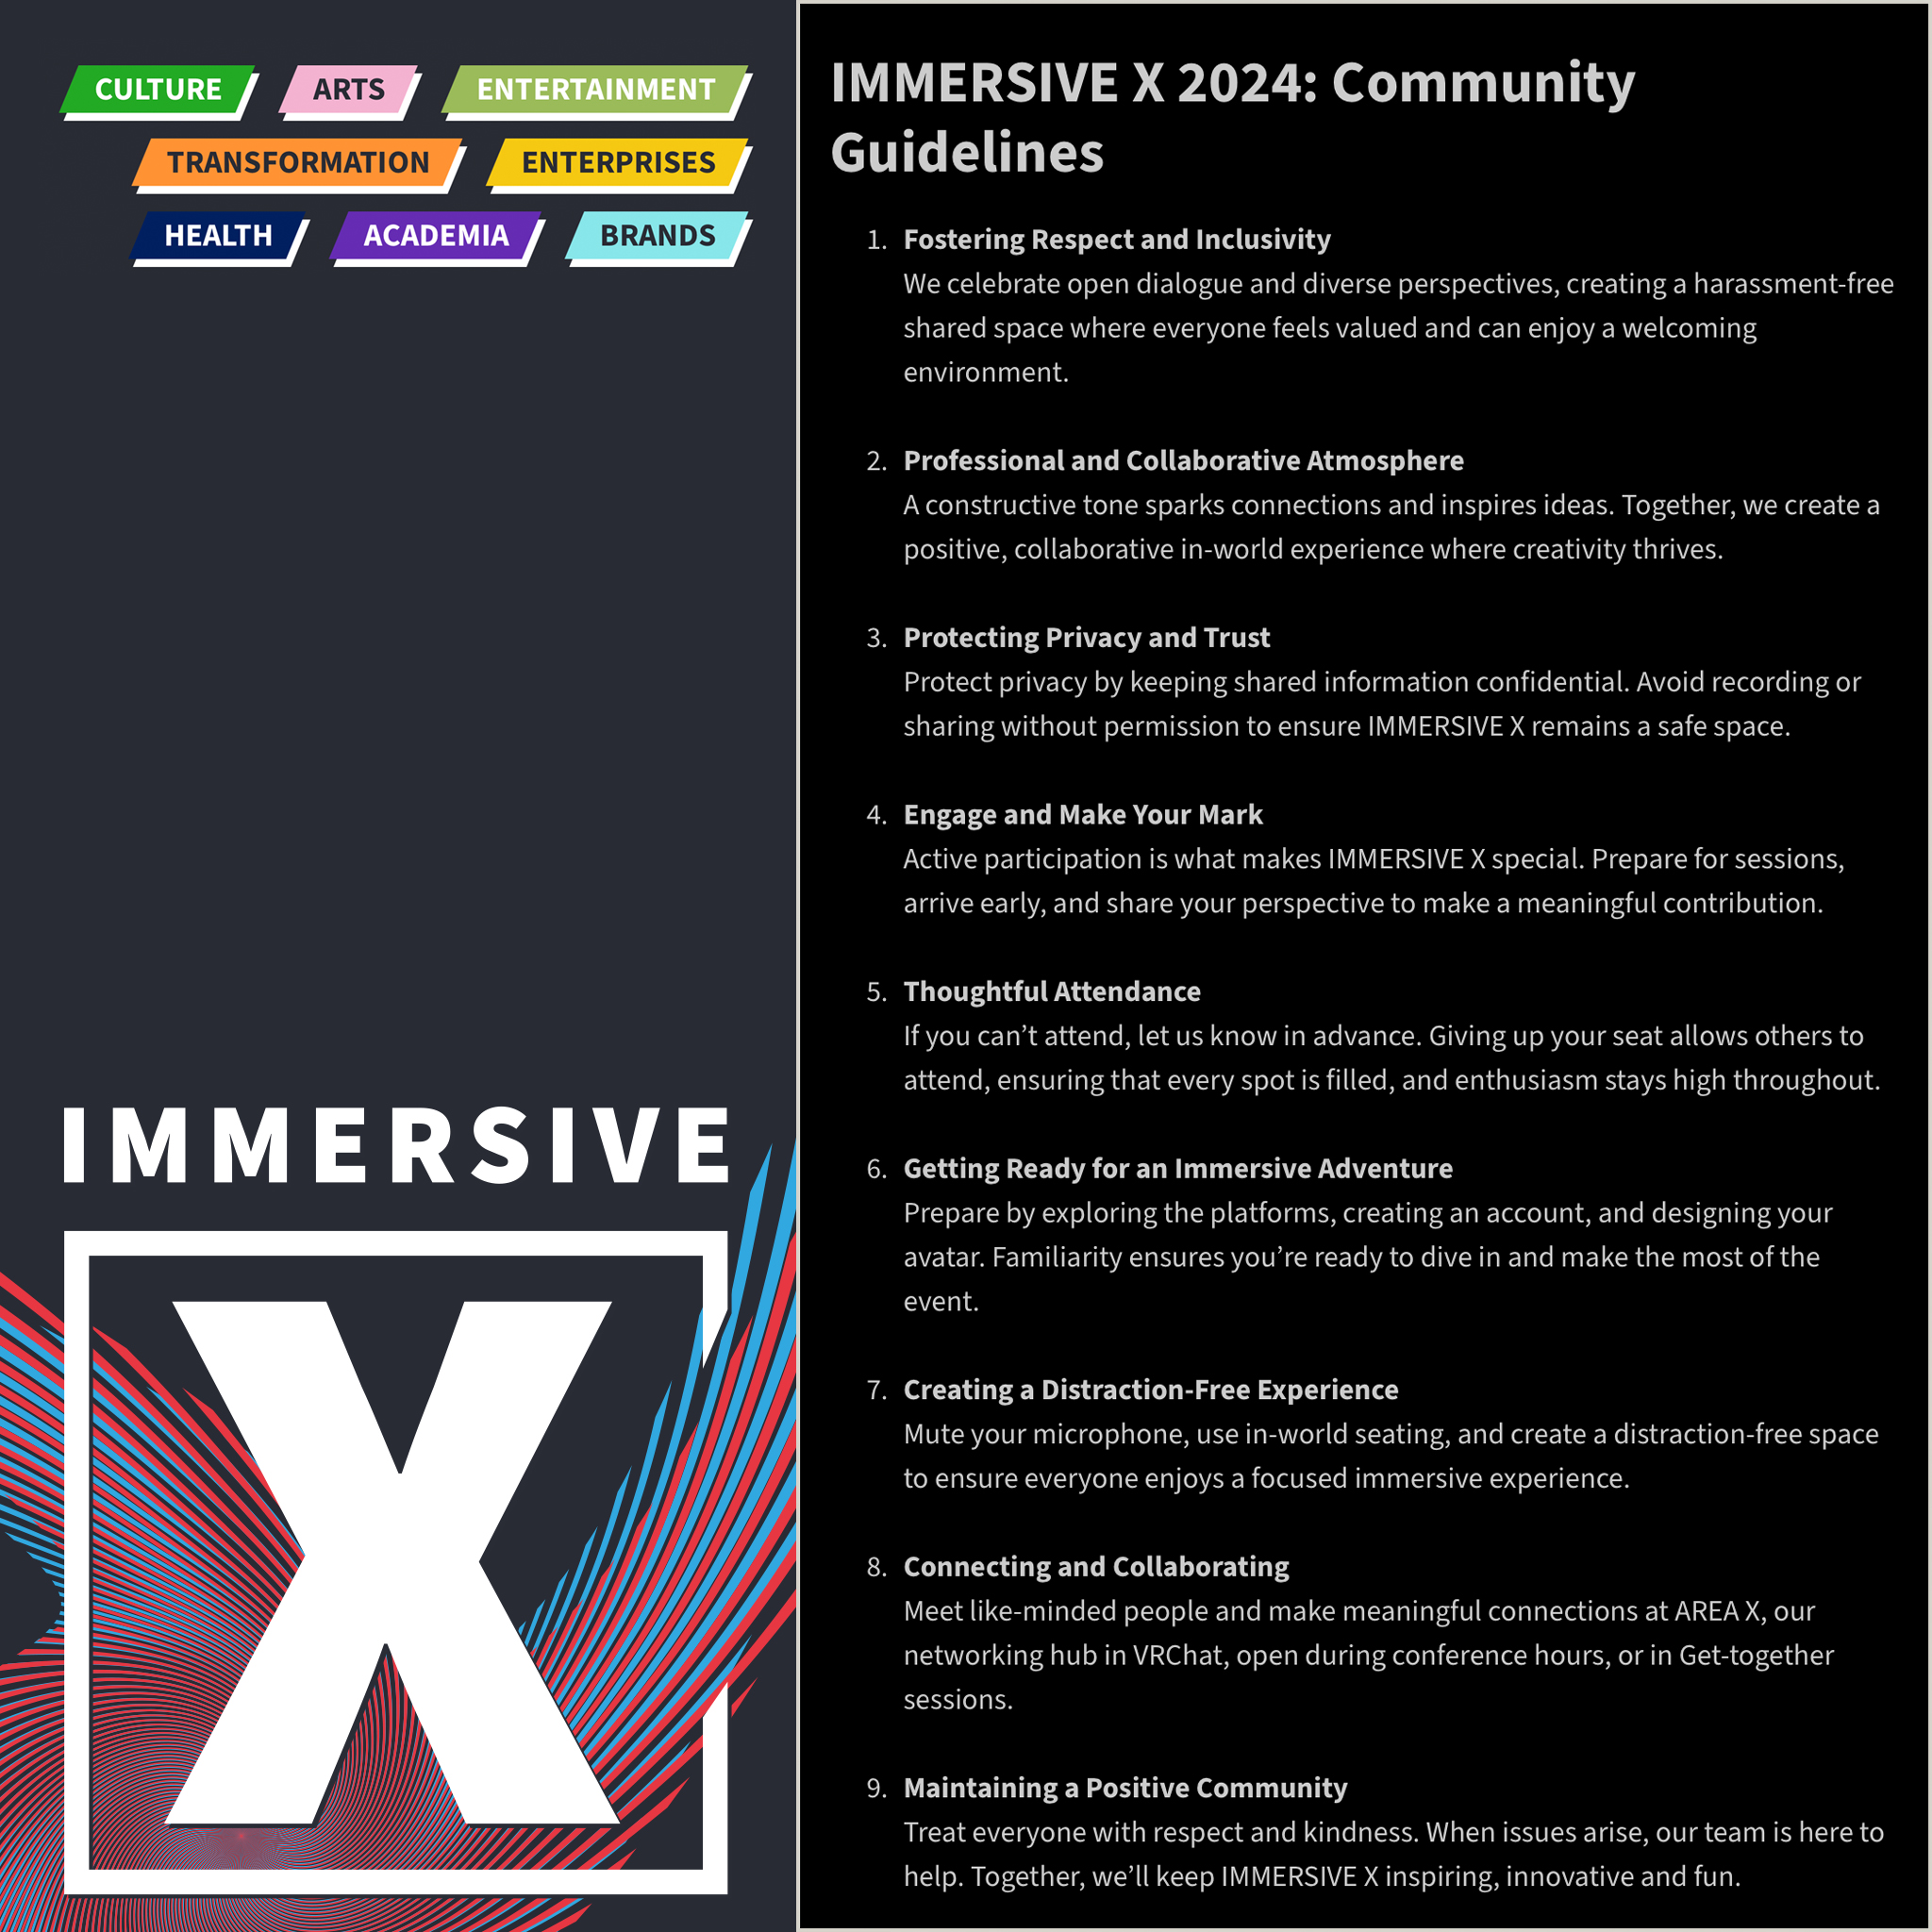 CULTURE ARTS ENTERTAINMENT
TRANSFORMATION ENTERPRISES
HEALTH ACADEMIA BRANDS
IMMERSIVE
X
IMMERSIVE X 2024: Community
Guidelines
1. Fostering Respect and Inclusivity
We celebrate open dialogue and diverse perspectives, creating a harassment-free
shared space where everyone feels valued and can enjoy a welcoming
environment.
2. Professional and Collaborative Atmosphere
A constructive tone sparks connections and inspires ideas. Together, we create a
positive, collaborative in-world experience where creativity thrives.
3. Protecting Privacy and Trust
Protect privacy by keeping shared information confidential. Avoid recording or
sharing without permission to ensure IMMERSIVE X remains a safe space.
4. Engage and Make Your Mark
Active participation is what makes IMMERSIVE X special. Prepare for sessions,
arrive early, and share your perspective to make a meaningful contribution.
5. Thoughtful Attendance
If you can’t attend, let us know in advance. Giving up your seat allows others to
attend, ensuring that every spot is filled, and enthusiasm stays high throughout.
6. Getting Ready for an Immersive Adventure
Prepare by exploring the platforms, creating an account, and designing your
avatar. Familiarity ensures you’re ready to dive in and make the most of the
event.
7. Creating a Distraction-Free Experience
Mute your microphone, use in-world seating, and create a distraction-free space
to ensure everyone enjoys a focused immersive experience.
8. Connecting and Collaborating
Meet like-minded people and make meaningful connections at AREA X, our
networking hub in VRChat, open during conference hours, or in Get-together
sessions.
9. Maintaining a Positive Community
Treat everyone with respect and kindness. When issues arise, our team is here to
help. Together, we’ll keep IMMERSIVE X inspiring, innovative and fun.